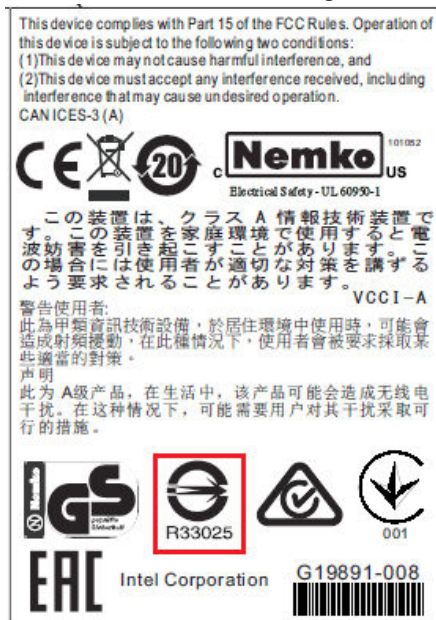 This device complies with Part 15 of the FCC Rules. Operation of
this device is subject to the following two conditions:
(1)This device may not cause harmful interference, and
(2)This device must accept any interference received, including
interference that may cause undesired operation.
CAN ICES-3 (A)
CE 20 C Nemko US 101052
Electrical Safety - UL 60950-1
この装置は、クラス A 情報技術装置で
す。この装置を家庭環境で使用すると電
波妨害を引き起こすことがあります。こ
の場合には使用者が適切な対策を講ずる
よう要求されることがあります。
VCCI-A
警告使用者:
此為甲類資訊技術設備，於居住環境中使用時，可能會
造成射頻擾動，在此種情況下，使用者會被要求採取某
些適當的對策。
声明
此为 A级产品，在生活中，该产品可能会造成无线电
干扰。在这种情况下，可能需要用户对其干扰采取可
行的措施。
Nemko GS geprüfte Sicherheit
R33025
001
EAC Intel Corporation G19891-008